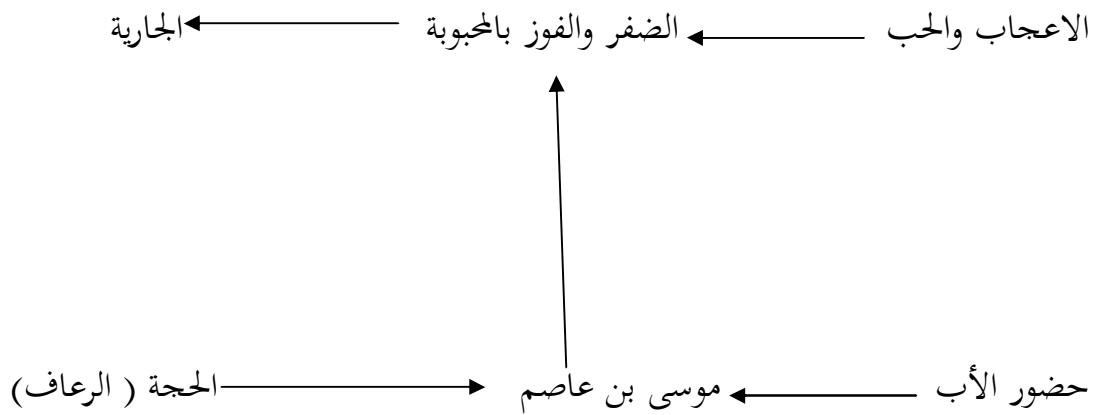 الاعجاب والحب الضفر والفوز بالمحبوبة الجارية
حضور الأب موسى بن عاصم الحجة ( الرعاف)